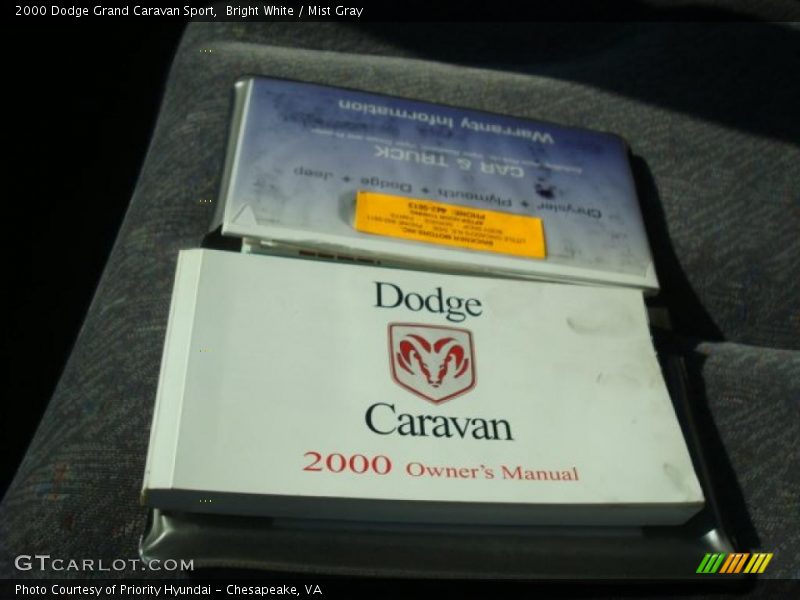 2000 Dodge Grand Caravan Sport,  Bright White / Mist Gray
Warranty Information
CAR & TRUCK
Chrysler • Plymouth • Dodge • Jeep
Dodge
Caravan
2000 Owner's Manual
GTCARLOT.COM
Photo Courtesy of Priority Hyundai - Chesapeake, VA